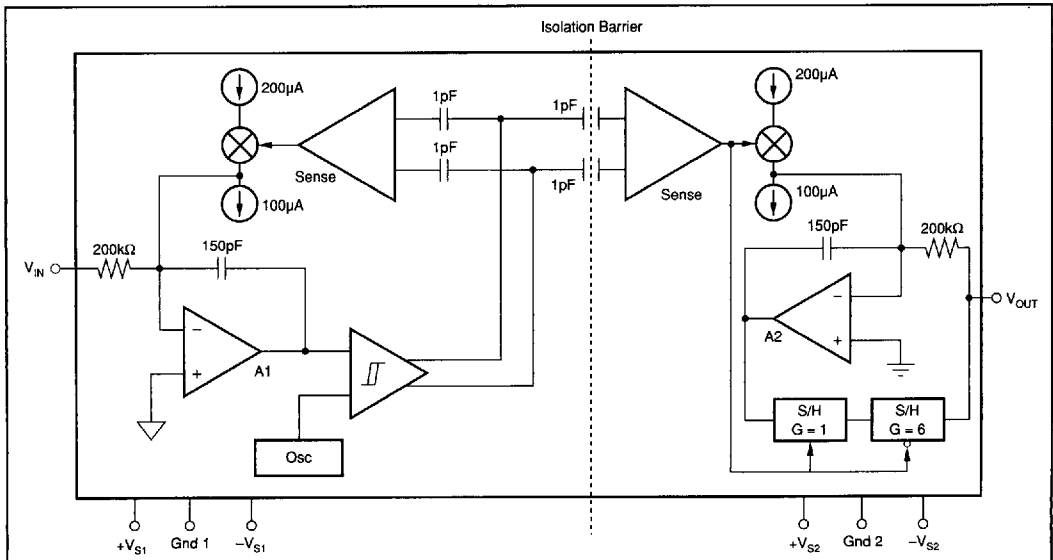 Isolation Barrier
200µA
200µA
1pF
1pF
1pF
1pF
Sense
Sense
100µA
100µA
200kΩ
150pF
150pF
200kΩ
V_IN
V_OUT
−
+
A1
−
+
A2
S/H
G = 1
S/H
G = 6
Osc
+V_S1
Gnd 1
−V_S1
+V_S2
Gnd 2
−V_S2